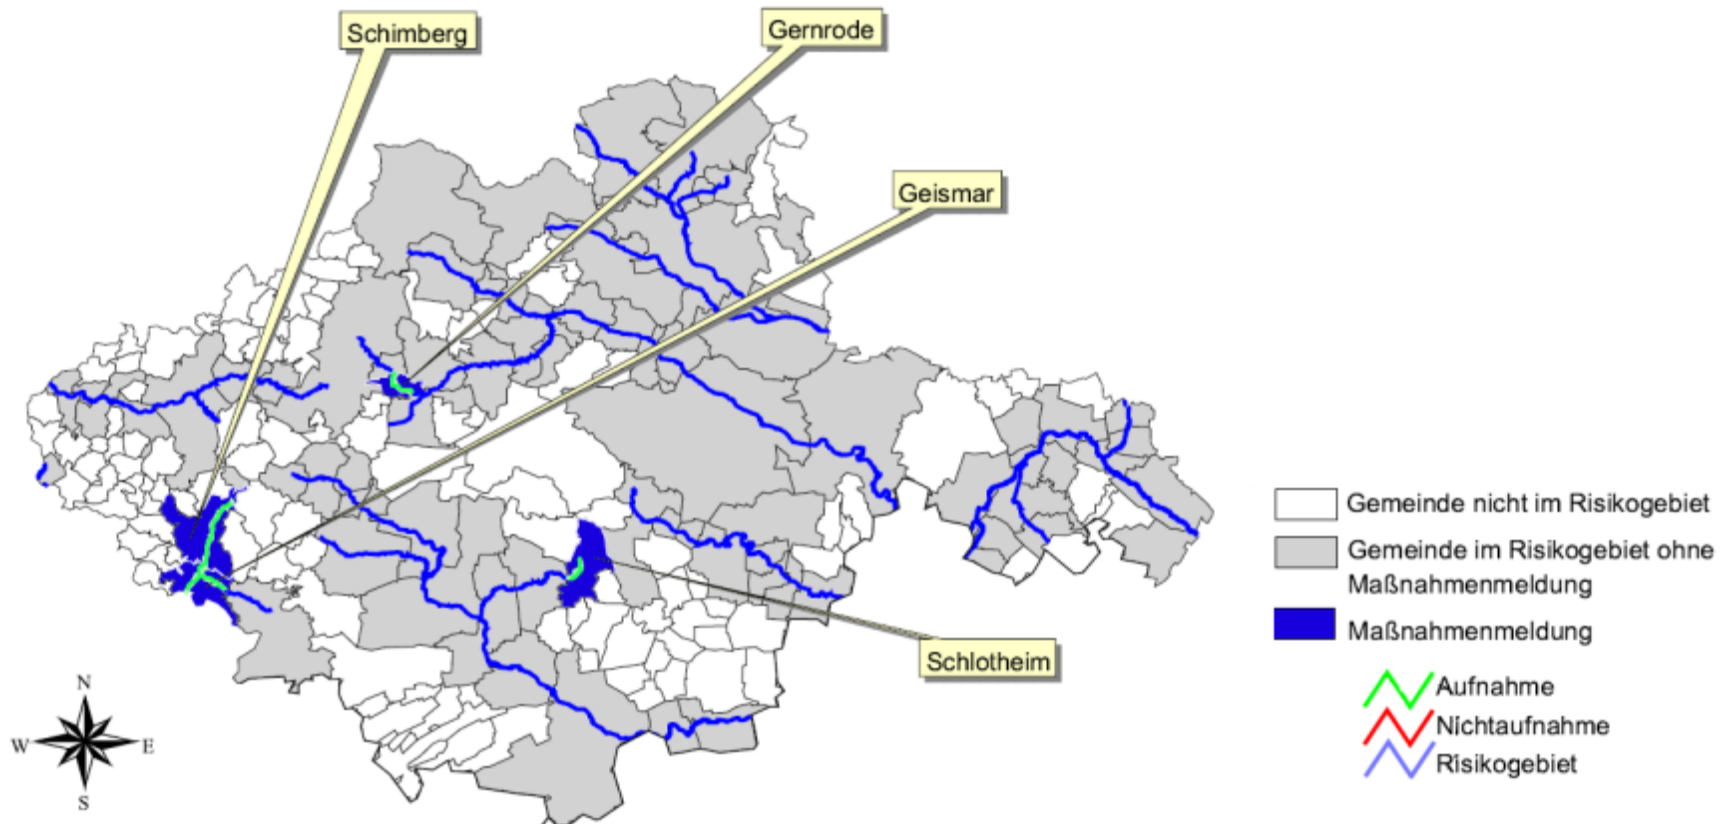 Schimberg
Gernrode
Geismar
Schlotheim
Gemeinde nicht im Risikogebiet
Gemeinde im Risikogebiet ohne
Maßnahmenmeldung
Maßnahmenmeldung
Aufnahme
Nichtaufnahme
Risikogebiet
N
W E
S